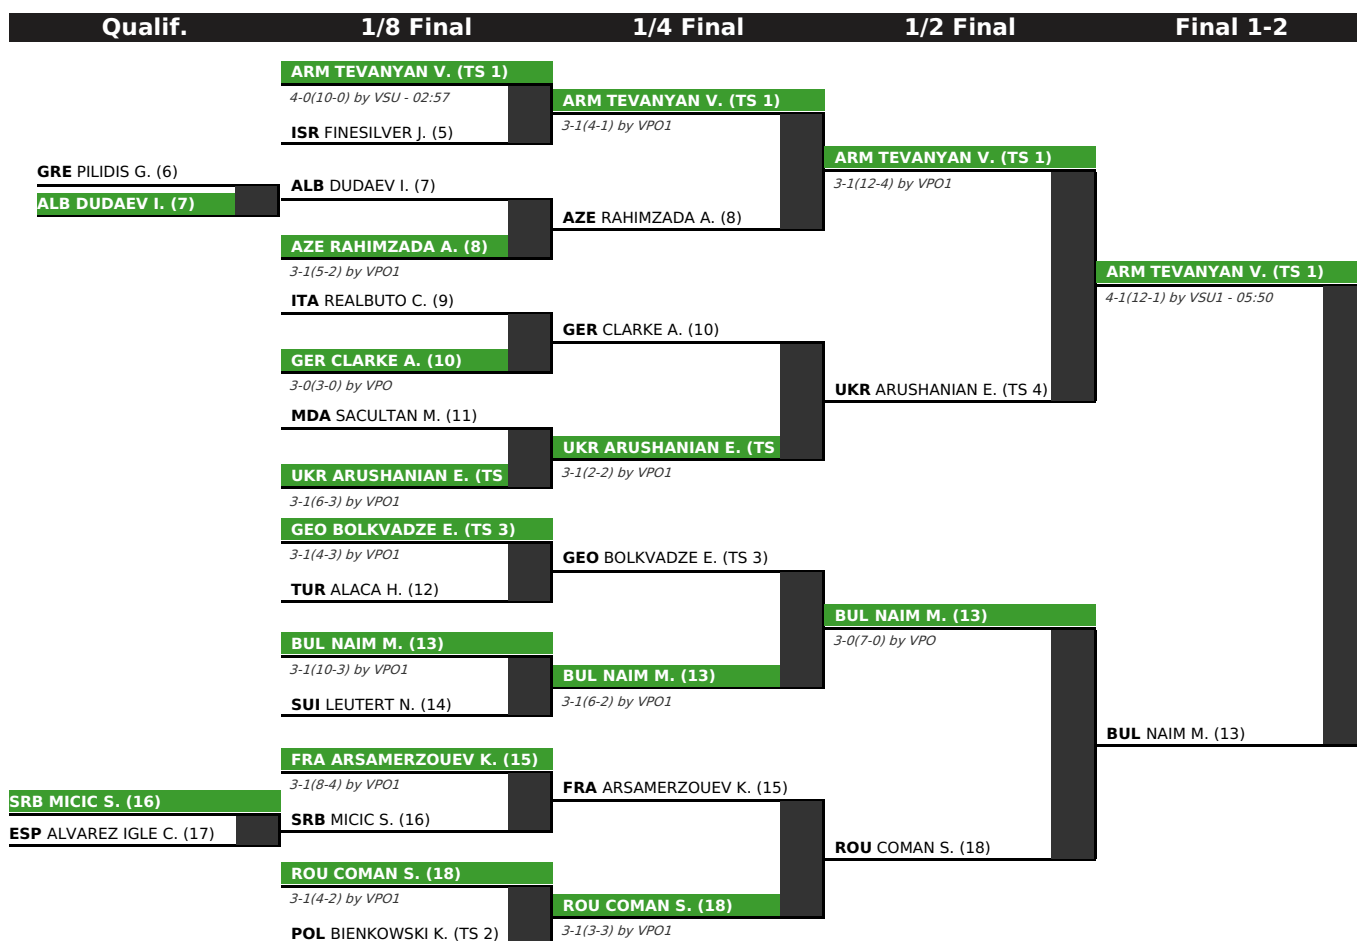 Qualif.
1/8 Final
1/4 Final
1/2 Final
Final 1-2
GRE PILIDIS G. (6)
ALB DUDAEV I. (7)
SRB MICIC S. (16)
ESP ALVAREZ IGLE C. (17)
ARM TEVANYAN V. (TS 1)
4-0(10-0) by VSU - 02:57
ISR FINESILVER J. (5)
ALB DUDAEV I. (7)
AZE RAHIMZADA A. (8)
3-1(5-2) by VPO1
ITA REALBUTO C. (9)
GER CLARKE A. (10)
3-0(3-0) by VPO
MDA SACULTAN M. (11)
UKR ARUSHANIAN E. (TS
3-1(6-3) by VPO1
GEO BOLKVADZE E. (TS 3)
3-1(4-3) by VPO1
TUR ALACA H. (12)
BUL NAIM M. (13)
3-1(10-3) by VPO1
SUI LEUTERT N. (14)
FRA ARSAMERZOUEV K. (15)
3-1(8-4) by VPO1
SRB MICIC S. (16)
ROU COMAN S. (18)
3-1(4-2) by VPO1
POL BIENKOWSKI K. (TS 2)
ARM TEVANYAN V. (TS 1)
3-1(4-1) by VPO1
AZE RAHIMZADA A. (8)
GER CLARKE A. (10)
UKR ARUSHANIAN E. (TS
3-1(2-2) by VPO1
GEO BOLKVADZE E. (TS 3)
BUL NAIM M. (13)
3-1(6-2) by VPO1
FRA ARSAMERZOUEV K. (15)
ROU COMAN S. (18)
3-1(3-3) by VPO1
ARM TEVANYAN V. (TS 1)
3-1(12-4) by VPO1
UKR ARUSHANIAN E. (TS 4)
BUL NAIM M. (13)
3-0(7-0) by VPO
ROU COMAN S. (18)
ARM TEVANYAN V. (TS 1)
4-1(12-1) by VSU1 - 05:50
BUL NAIM M. (13)